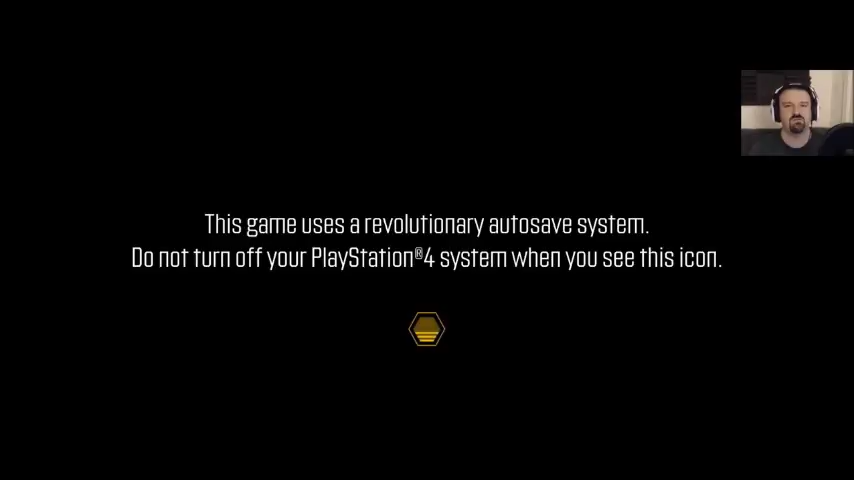 This game uses a revolutionary autosave system.
Do not turn off your PlayStation®4 system when you see this icon.